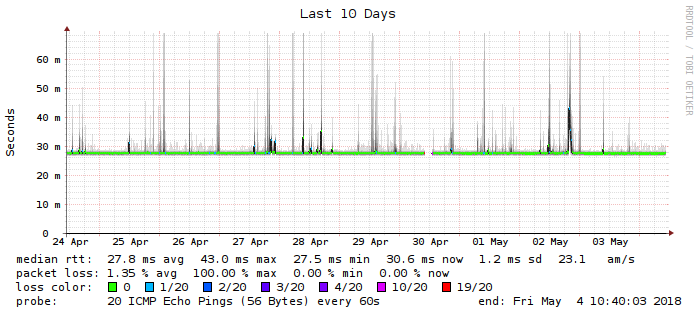 Last 10 Days
RRDTOOL / TOBI OETIKER
Seconds
60 m
50 m
40 m
30 m
20 m
10 m
0
24 Apr 25 Apr 26 Apr 27 Apr 28 Apr 29 Apr 30 Apr 01 May 02 May 03 May
median rtt: 27.8 ms avg 43.0 ms max 27.5 ms min 30.6 ms now 1.2 ms sd 23.1 am/s
packet loss: 1.35 % avg 100.00 % max 0.00 % min 0.00 % now
loss color: 0 1/20 2/20 3/20 4/20 10/20 19/20
probe: 20 ICMP Echo Pings (56 Bytes) every 60s end: Fri May 4 10:40:03 2018